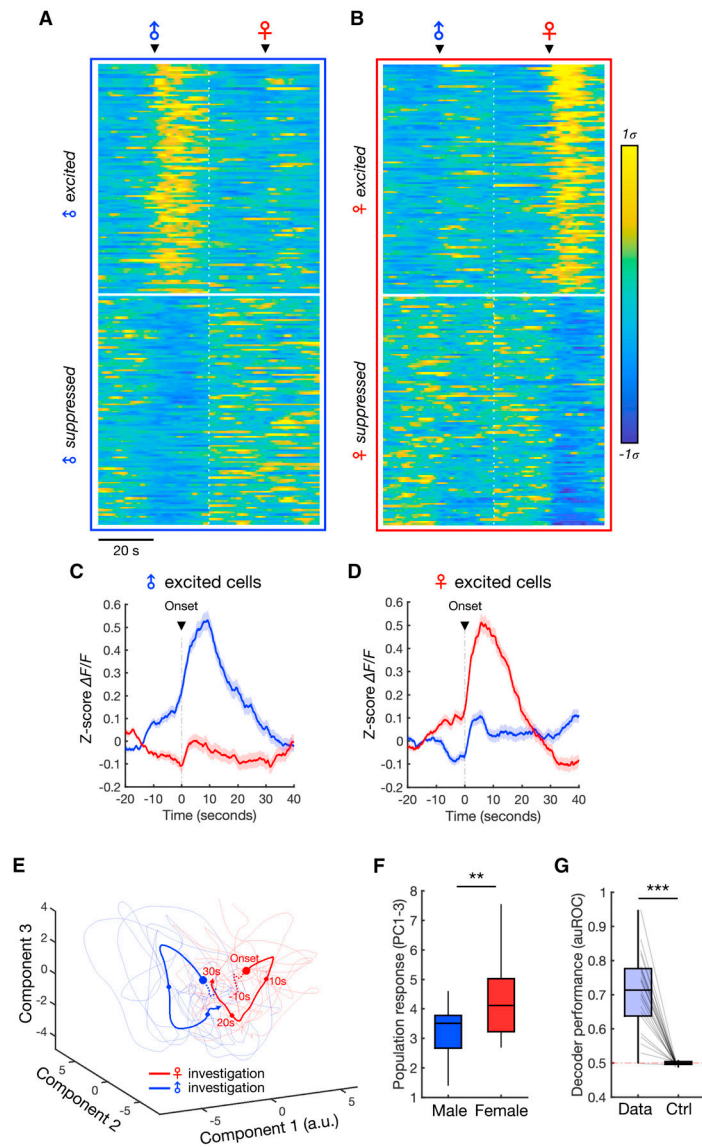 A
B
♂
♀
♂
♀
♂ excited
♂ suppressed
♀ excited
♀ suppressed
1σ
-1σ
20 s
C
D
♂ excited cells
♀ excited cells
Onset
Onset
0.6
0.5
0.4
0.3
0.2
0.1
0
-0.1
-0.2
Z-score ΔF/F
-20 -10 0 10 20 30 40
Time (seconds)
0.6
0.5
0.4
0.3
0.2
0.1
0
-0.1
-0.2
Z-score ΔF/F
-20 -10 0 10 20 30 40
Time (seconds)
E
4
2
0
-2
-4
Component 3
5
0
-5
Component 2
-5 0 5
Component 1 (a.u.)
Onset
30s
-10s
10s
20s
♀ investigation
♂ investigation
F
**
8
7
6
5
4
3
2
1
Population response (PC1-3)
Male Female
G
***
1
0.9
0.8
0.7
0.6
0.5
0.4
Decoder performance (auROC)
Data Ctrl